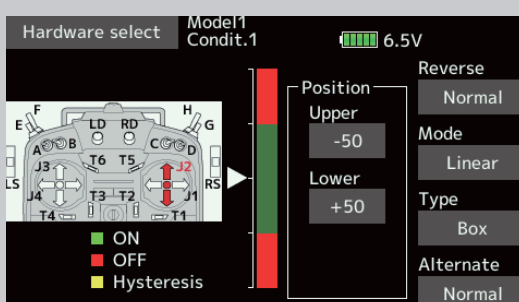 Hardware select
Model1
Condit.1
6.5V
F
H
E
LD RD
G
A B
C D
J3
T6 T5
J2
LS
J4
T3 T2
J1
RS
T4
T1
ON
OFF
Hysteresis
Position
Upper
-50
Lower
+50
Reverse
Normal
Mode
Linear
Type
Box
Alternate
Normal